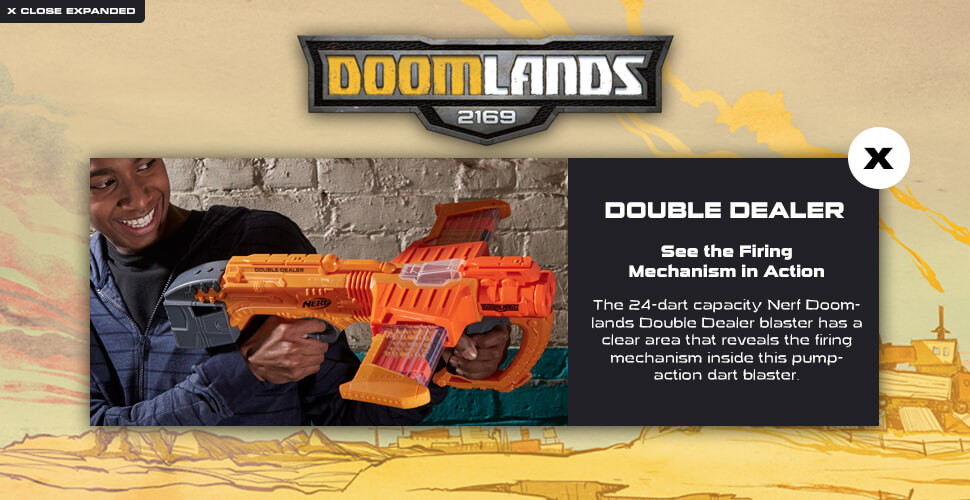 X CLOSE EXPANDED
DOOMLANDS
2169
X
DOUBLE DEALER
See the Firing
Mechanism in Action
The 24-dart capacity Nerf Doom-
lands Double Dealer blaster has a
clear area that reveals the firing
mechanism inside this pump-
action dart blaster.
DOUBLE DEALER
NERF